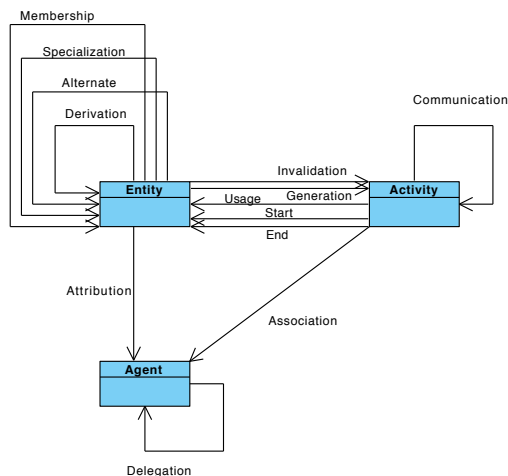 Membership
Specialization
Alternate
Derivation
Communication
Invalidation
Entity
Activity
Usage
Generation
Start
End
Attribution
Association
Agent
Delegation